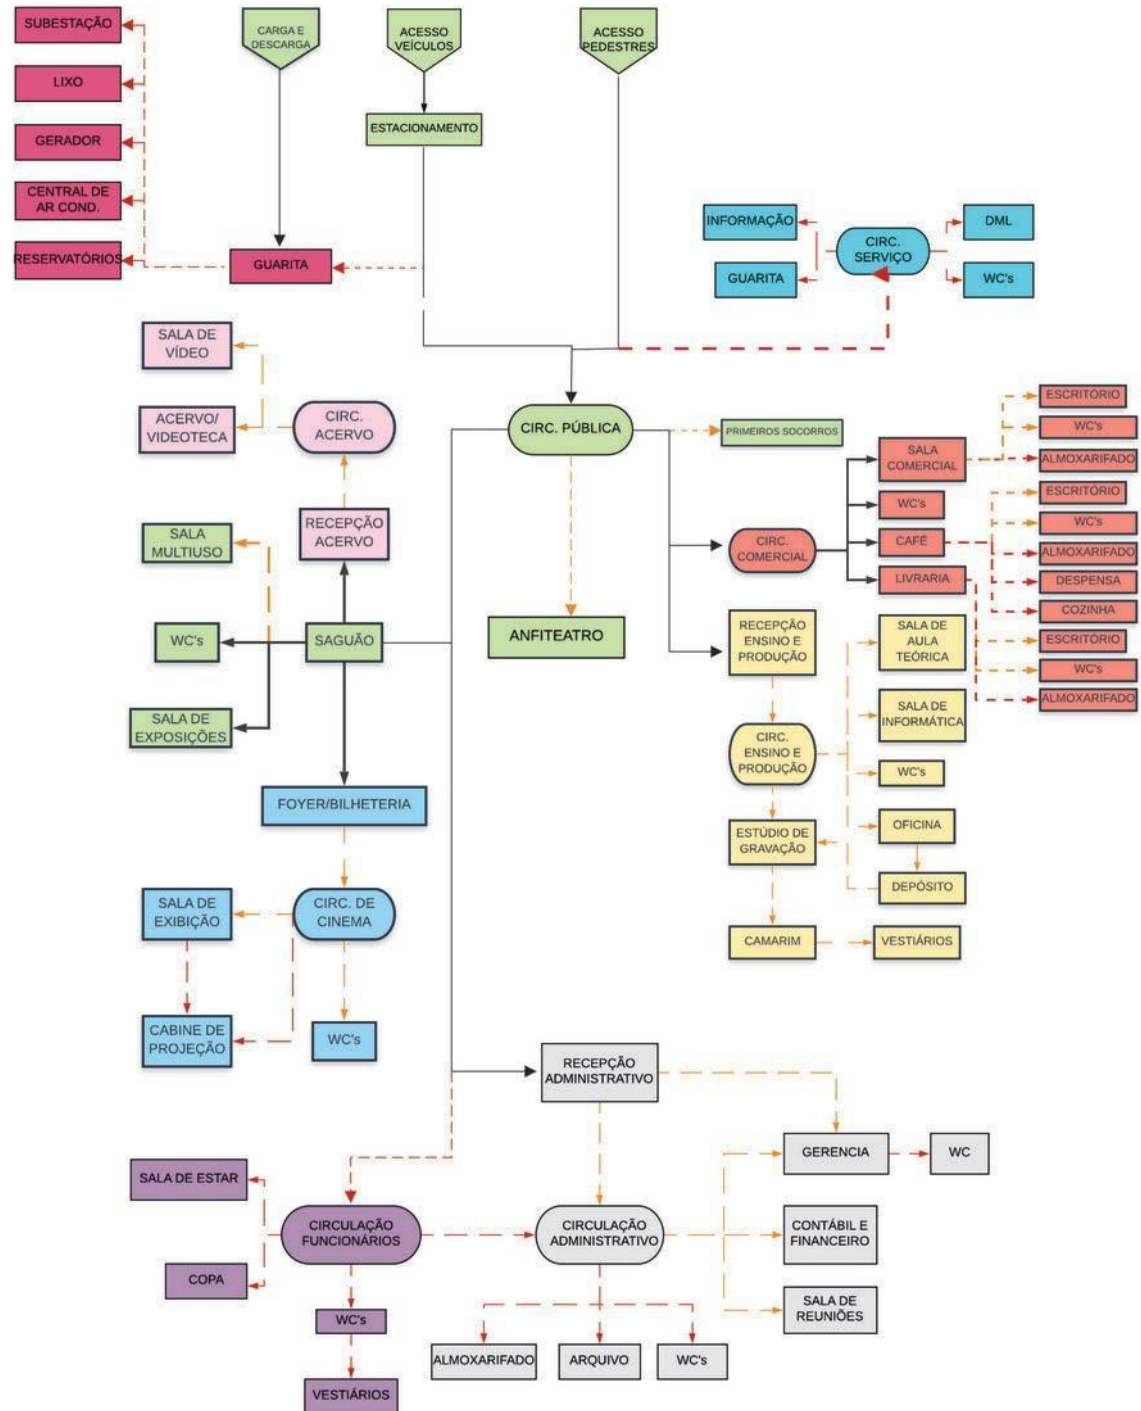 SUBESTAÇÃO
LIXO
GERADOR
CENTRAL DE
AR COND.
RESERVATÓRIOS
CARGA E
DESCARGA
ACESSO
VEÍCULOS
ACESSO
PEDESTRES
ESTACIONAMENTO
GUARITA
INFORMAÇÃO
GUARITA
CIRC.
SERVIÇO
DML
WC's
SALA DE
VÍDEO
ACERVO/
VIDEOTECA
CIRC.
ACERVO
RECEPÇÃO
ACERVO
SALA
MULTIUSO
WC's
SAGUÃO
SALA DE
EXPOSIÇÕES
FOYER/BILHETERIA
SALA DE
EXIBIÇÃO
CIRC. DE
CINEMA
CABINE DE
PROJEÇÃO
WC's
CIRC. PÚBLICA
PRIMEIROS SOCORROS
ANFITEATRO
CIRC.
COMERCIAL
SALA
COMERCIAL
WC's
CAFÉ
LIVRARIA
ESCRITÓRIO
WC's
ALMOXARIFADO
ESCRITÓRIO
WC's
ALMOXARIFADO
DESPENSA
COZINHA
ESCRITÓRIO
WC's
ALMOXARIFADO
RECEPÇÃO
ENSINO E
PRODUÇÃO
CIRC.
ENSINO E
PRODUÇÃO
ESTÚDIO DE
GRAVAÇÃO
CAMARIM
SALA DE
AULA
TEÓRICA
SALA DE
INFORMÁTICA
WC's
OFICINA
DEPÓSITO
VESTIÁRIOS
RECEPÇÃO
ADMINISTRATIVO
GERENCIA
WC
CIRCULAÇÃO
ADMINISTRATIVO
CONTÁBIL E
FINANCEIRO
SALA DE
REUNIÕES
ALMOXARIFADO
ARQUIVO
WC's
SALA DE ESTAR
CIRCULAÇÃO
FUNCIONÁRIOS
COPA
WC's
VESTIÁRIOS